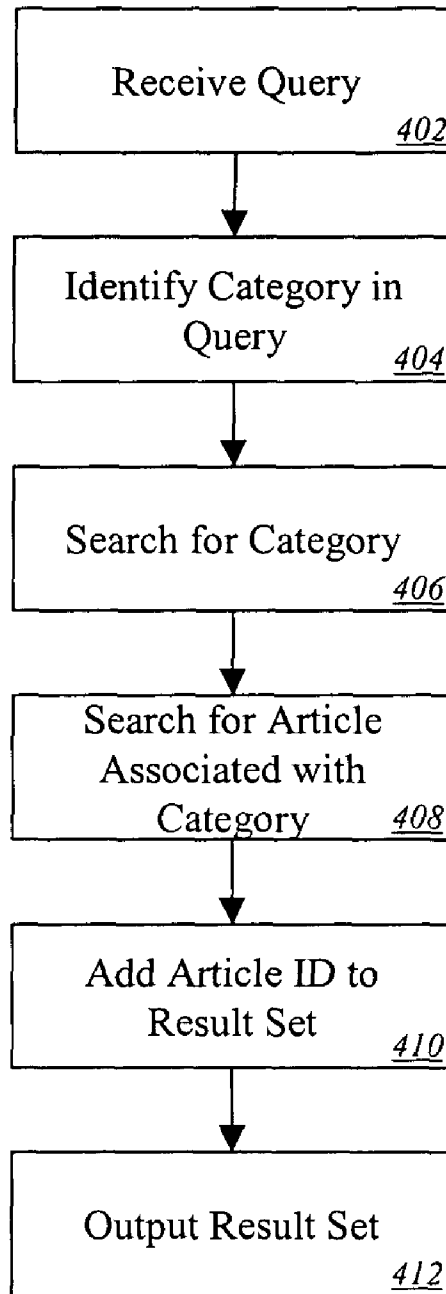 Receive Query
402
Identify Category in
Query
404
Search for Category
406
Search for Article
Associated with
Category
408
Add Article ID to
Result Set
410
Output Result Set
412